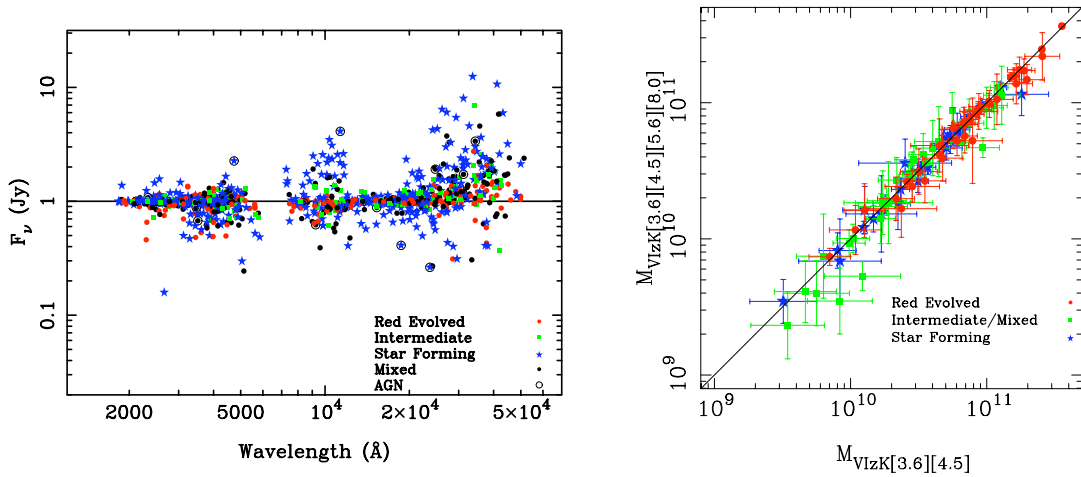 10
1
0.1
F_ν (Jy)
Red Evolved
Intermediate
Star Forming
Mixed
AGN
2000 5000 10^4 2×10^4 5×10^4
Wavelength (Å)
10^11
10^10
10^9
M_VIzK[3.6][4.5][5.6][8.0]
Red Evolved
Intermediate/Mixed
Star Forming
10^9 10^10 10^11
M_VIzK[3.6][4.5]